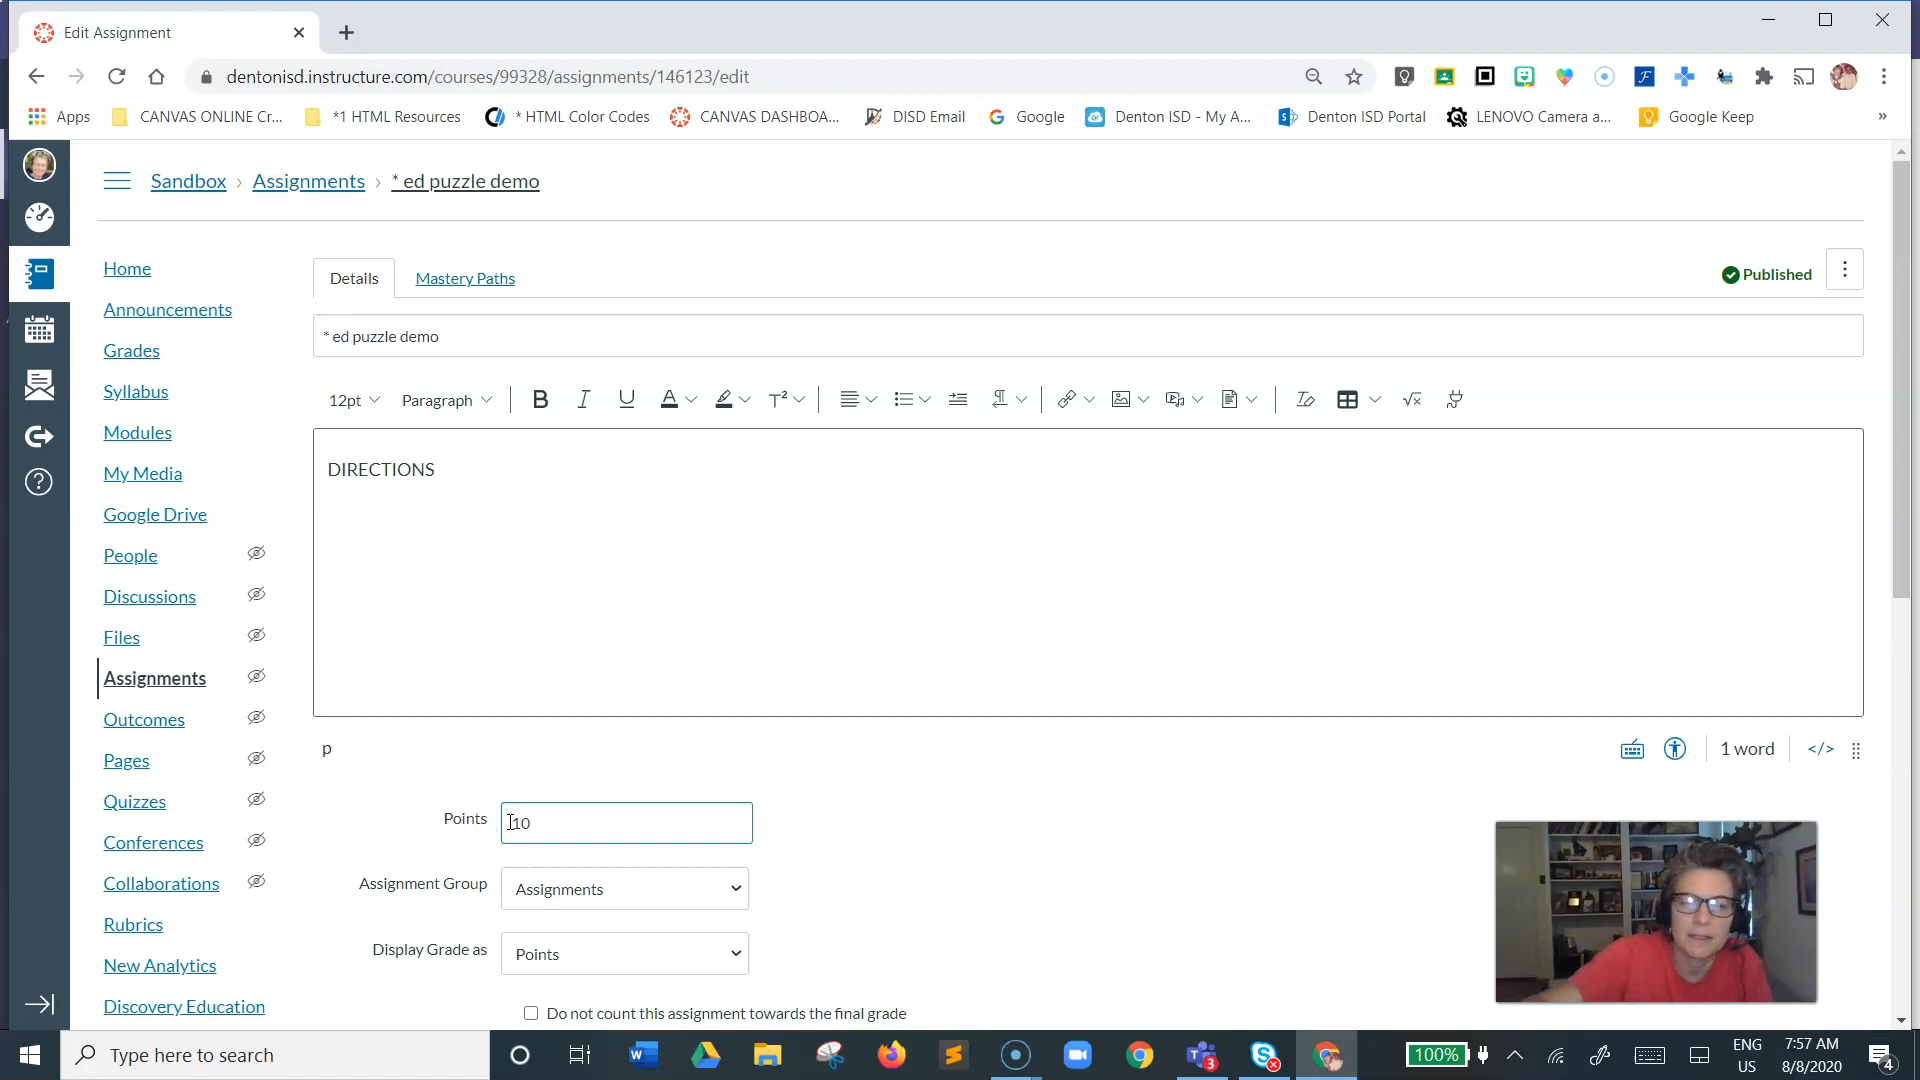 Edit Assignment
dentonisd.instructure.com/courses/99328/assignments/146123/edit
Apps
CANVAS ONLINE Cr...
*1 HTML Resources
* HTML Color Codes
CANVAS DASHBOA...
DISD Email
Google
Denton ISD - My A...
Denton ISD Portal
LENOVO Camera a...
Google Keep
»
Sandbox › Assignments › * ed puzzle demo
Home
Announcements
Grades
Syllabus
Modules
My Media
Google Drive
People
Discussions
Files
Assignments
Outcomes
Pages
Quizzes
Conferences
Collaborations
Rubrics
New Analytics
Discovery Education
Details
Mastery Paths
Published
* ed puzzle demo
12pt
Paragraph
DIRECTIONS
p
1 word
</>
Points
10
Assignment Group
Assignments
Display Grade as
Points
Do not count this assignment towards the final grade
Type here to search
3
100%
ENG
US
7:57 AM
8/8/2020
4